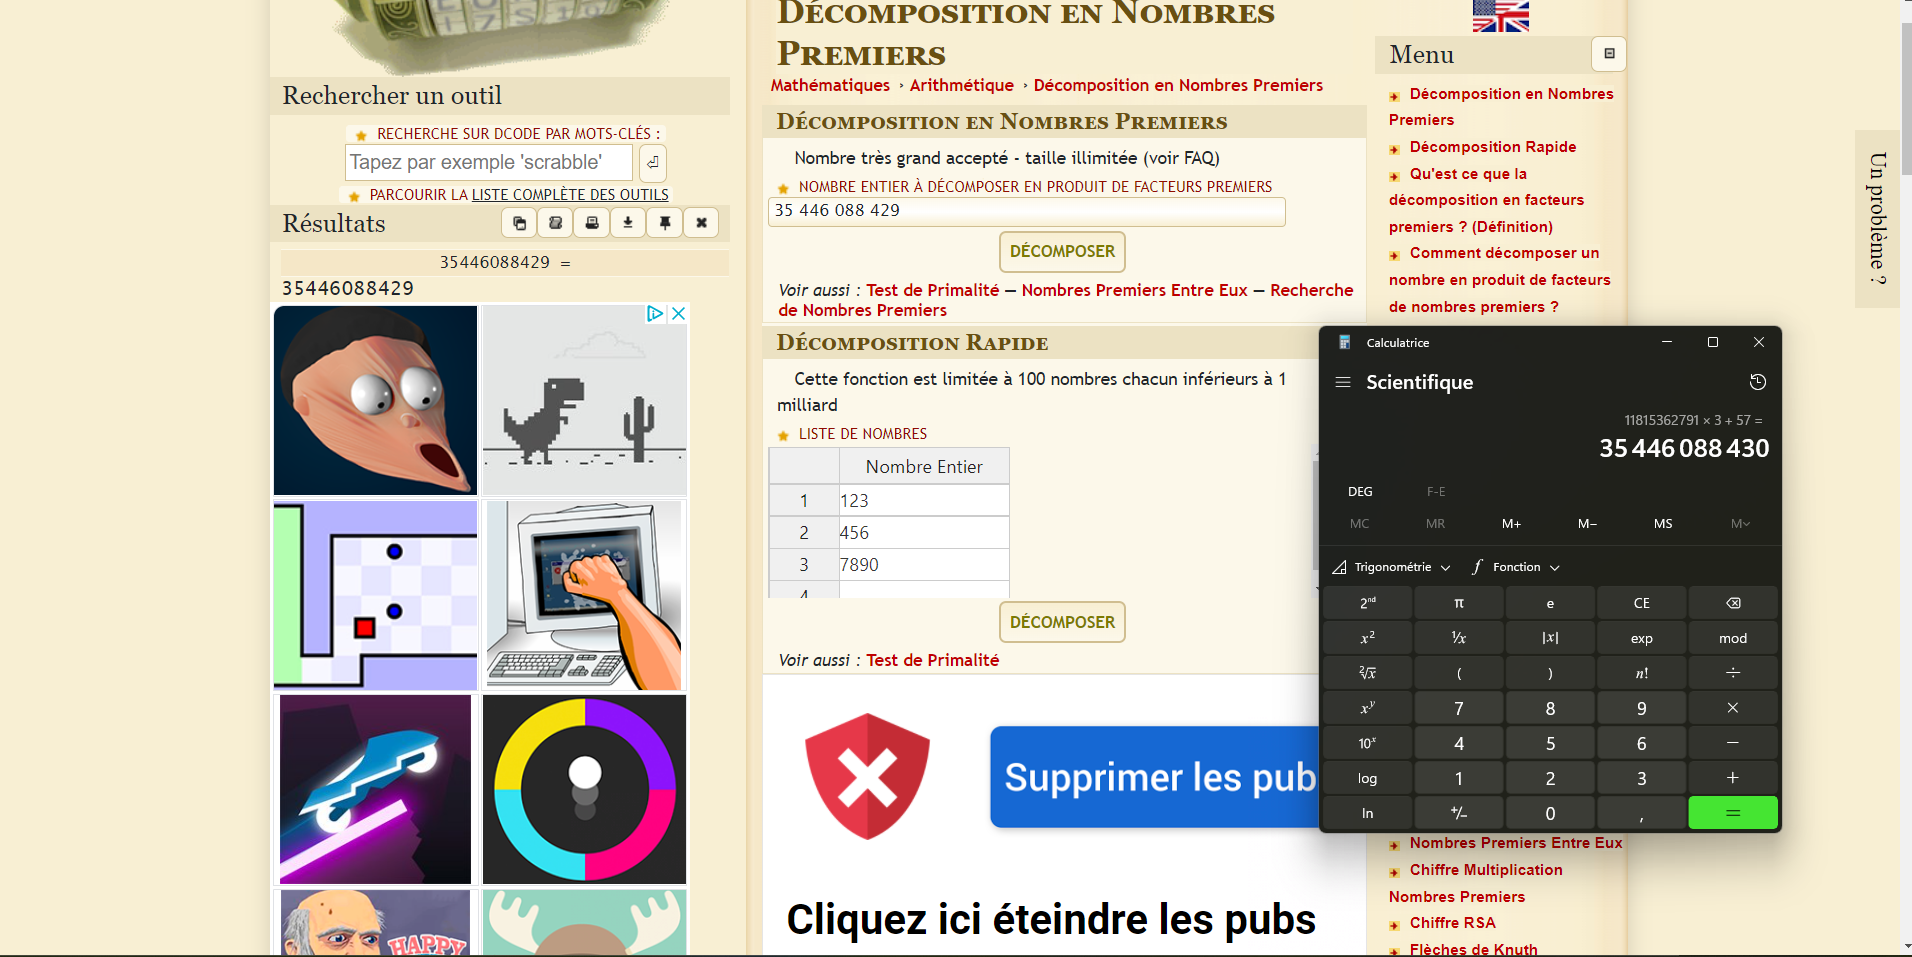 Rechercher un outil
RECHERCHE SUR DCODE PAR MOTS-CLÉS :
Tapez par exemple 'scrabble'
PARCOURIR LA LISTE COMPLÈTE DES OUTILS
Résultats
35446088429 =
35446088429
HAPPY
Décomposition en Nombres
Premiers
Mathématiques › Arithmétique › Décomposition en Nombres Premiers
Décomposition en Nombres Premiers
Nombre très grand accepté - taille illimitée (voir FAQ)
NOMBRE ENTIER À DÉCOMPOSER EN PRODUIT DE FACTEURS PREMIERS
35 446 088 429
DÉCOMPOSER
Voir aussi : Test de Primalité — Nombres Premiers Entre Eux — Recherche
de Nombres Premiers
Décomposition Rapide
Cette fonction est limitée à 100 nombres chacun inférieurs à 1
milliard
LISTE DE NOMBRES
Nombre Entier
1 123
2 456
3 7890
4
DÉCOMPOSER
Voir aussi : Test de Primalité
Supprimer les pub
Cliquez ici éteindre les pubs
Menu
Décomposition en Nombres
Premiers
Décomposition Rapide
Qu'est ce que la
décomposition en facteurs
premiers ? (Définition)
Comment décomposer un
nombre en produit de facteurs
de nombres premiers ?
Calculatrice
Scientifique
11815362791 × 3 + 57 =
35 446 088 430
DEG F-E
MC MR M+ M− MS M˅
Trigonométrie Fonction
2nd π e CE
x² ¹/x |x| exp mod
²√x ( ) n! ÷
xʸ 7 8 9 ×
10ˣ 4 5 6 −
log 1 2 3 +
ln +/− 0 , =
Nombres Premiers Entre Eux
Chiffre Multiplication
Nombres Premiers
Chiffre RSA
Flèches de Knuth
Un problème ?